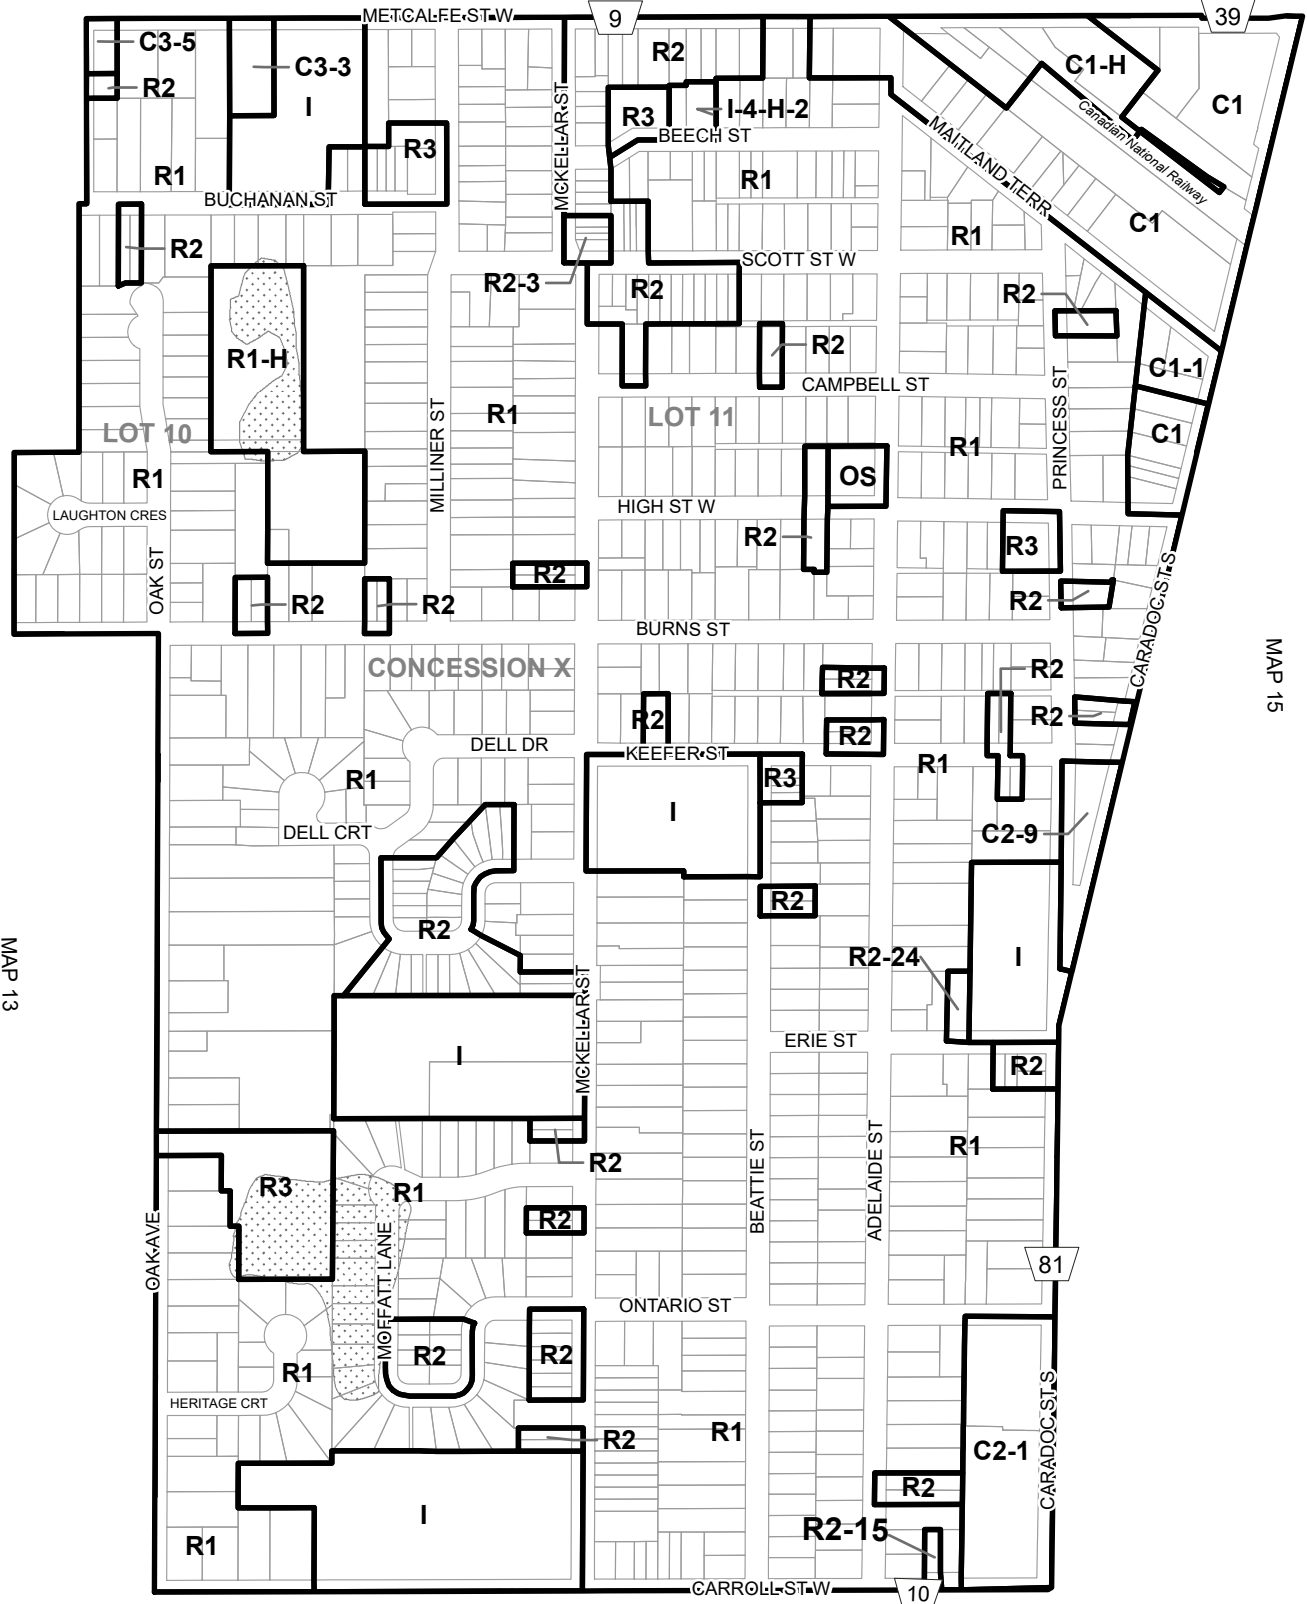 METCALFE ST W
9
39
C3-5
R2
C3-3
I
R2
C1-H
C1
R2
R3
I-4-H-2
BEECH ST
R3
MCKELLAR ST
Canadian National Railway
MAITLAND TERR
R1
BUCHANAN ST
R1
C1
R1
R2
SCOTT ST W
R2-3
R2
R2
R1-H
R2
C1-1
CAMPBELL ST
PRINCESS ST
R1
LOT 11
LOT 10
MILLINER ST
C1
R1
R1
OS
LAUGHTON CRES
HIGH ST W
R2
R3
OAK ST
R2
R2
R2
R2
CARADOC ST S
BURNS ST
MAP 15
CONCESSION X
R2
R2
R2
R2
R2
DELL DR
KEEFER ST
R1
R3
R1
I
DELL CRT
C2-9
R2
R2
MAP 13
R2-24
I
MCKELLAR ST
ERIE ST
I
R2
BEATTIE ST
ADELAIDE ST
R1
R2
R3
R1
R2
OAK AVE
MOFFATT LANE
81
ONTARIO ST
R2
R2
R1
HERITAGE CRT
CARADOC ST S
R1
R2
C2-1
R2
I
R1
R2-15
CARROLL ST W
10